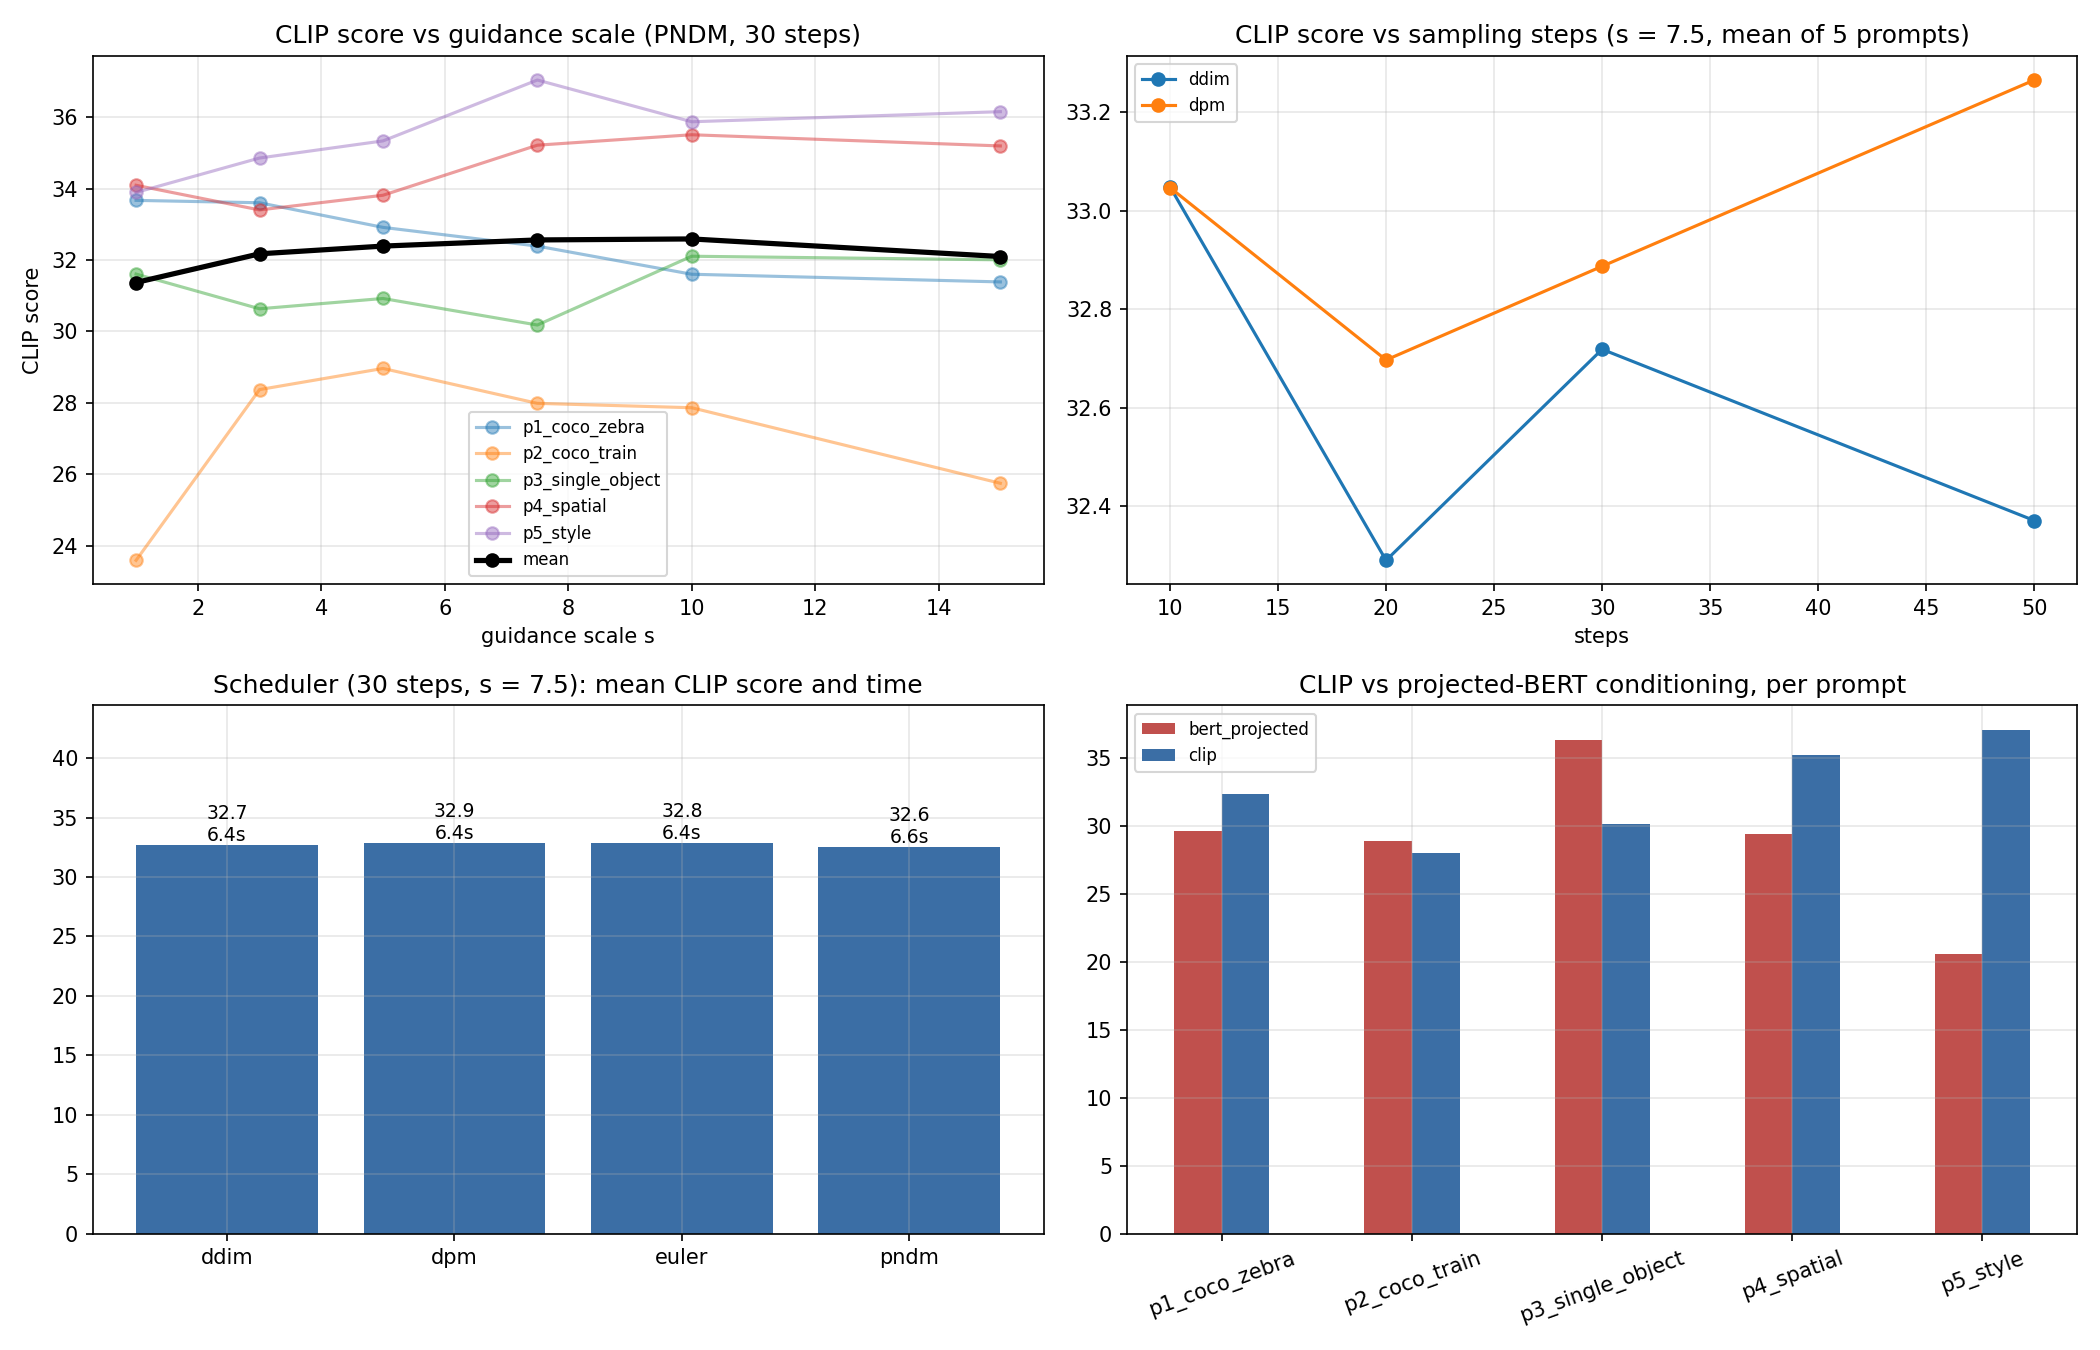 CLIP score vs guidance scale (PNDM, 30 steps)
CLIP score
36
34
32
30
28
26
24
2
4
6
8
10
12
14
guidance scale s
p1_coco_zebra
p2_coco_train
p3_single_object
p4_spatial
p5_style
mean
CLIP score vs sampling steps (s = 7.5, mean of 5 prompts)
ddim
dpm
33.2
33.0
32.8
32.6
32.4
10
15
20
25
30
35
40
45
50
steps
Scheduler (30 steps, s = 7.5): mean CLIP score and time
40
35
30
25
20
15
10
5
0
32.7
6.4s
32.9
6.4s
32.8
6.4s
32.6
6.6s
ddim
dpm
euler
pndm
CLIP vs projected-BERT conditioning, per prompt
bert_projected
clip
35
30
25
20
15
10
5
0
p1_coco_zebra
p2_coco_train
p3_single_object
p4_spatial
p5_style